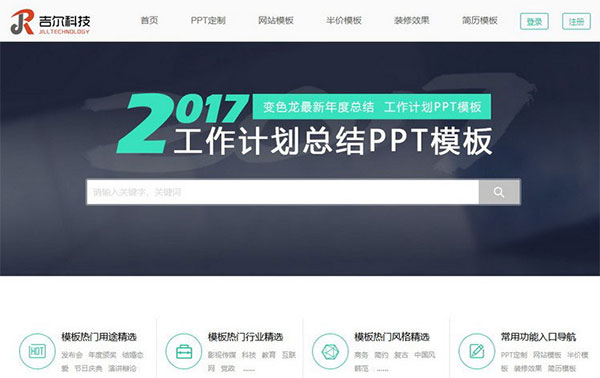 吉尔科技
JILLTECHNOLOGY
首页 PPT定制 网站模板 半价模板 装修效果 简历模板 登录 注册
2017 变色龙最新年度总结 工作计划PPT模板
工作计划总结PPT模板
请输入关键字、关键词
模板热门用途精选
HOT
发布会 年度颁奖 结婚恋
爱 节日庆典 演讲辩论
模板热门行业精选
影视传媒 科技 教育 互联
网 党政 ......
模板热门风格精选
商务 简约 复古 中国风
韩范 ......
常用功能入口导航
PPT定制 网站模板 半价模
板 装修效果 简历模板